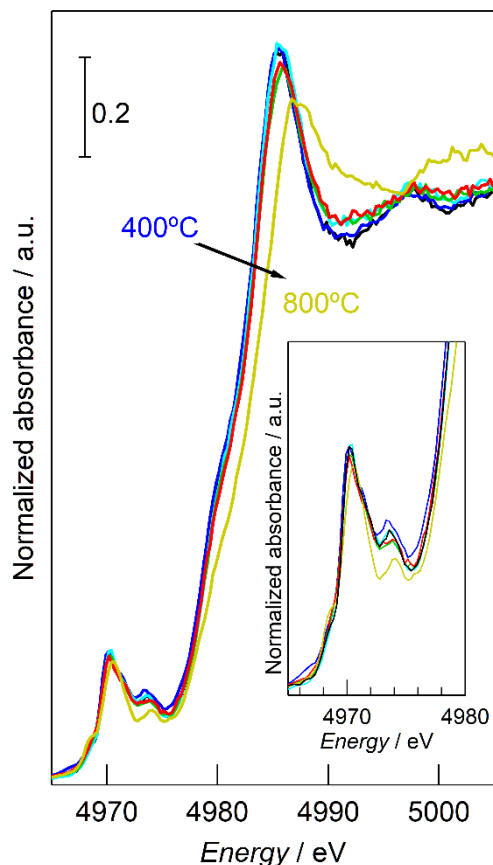 Normalized absorbance / a.u.
0.2
400ºC
800ºC
Normalized absorbance / a.u.
4970
4980
Energy / eV
4970
4980
4990
5000
Energy / eV